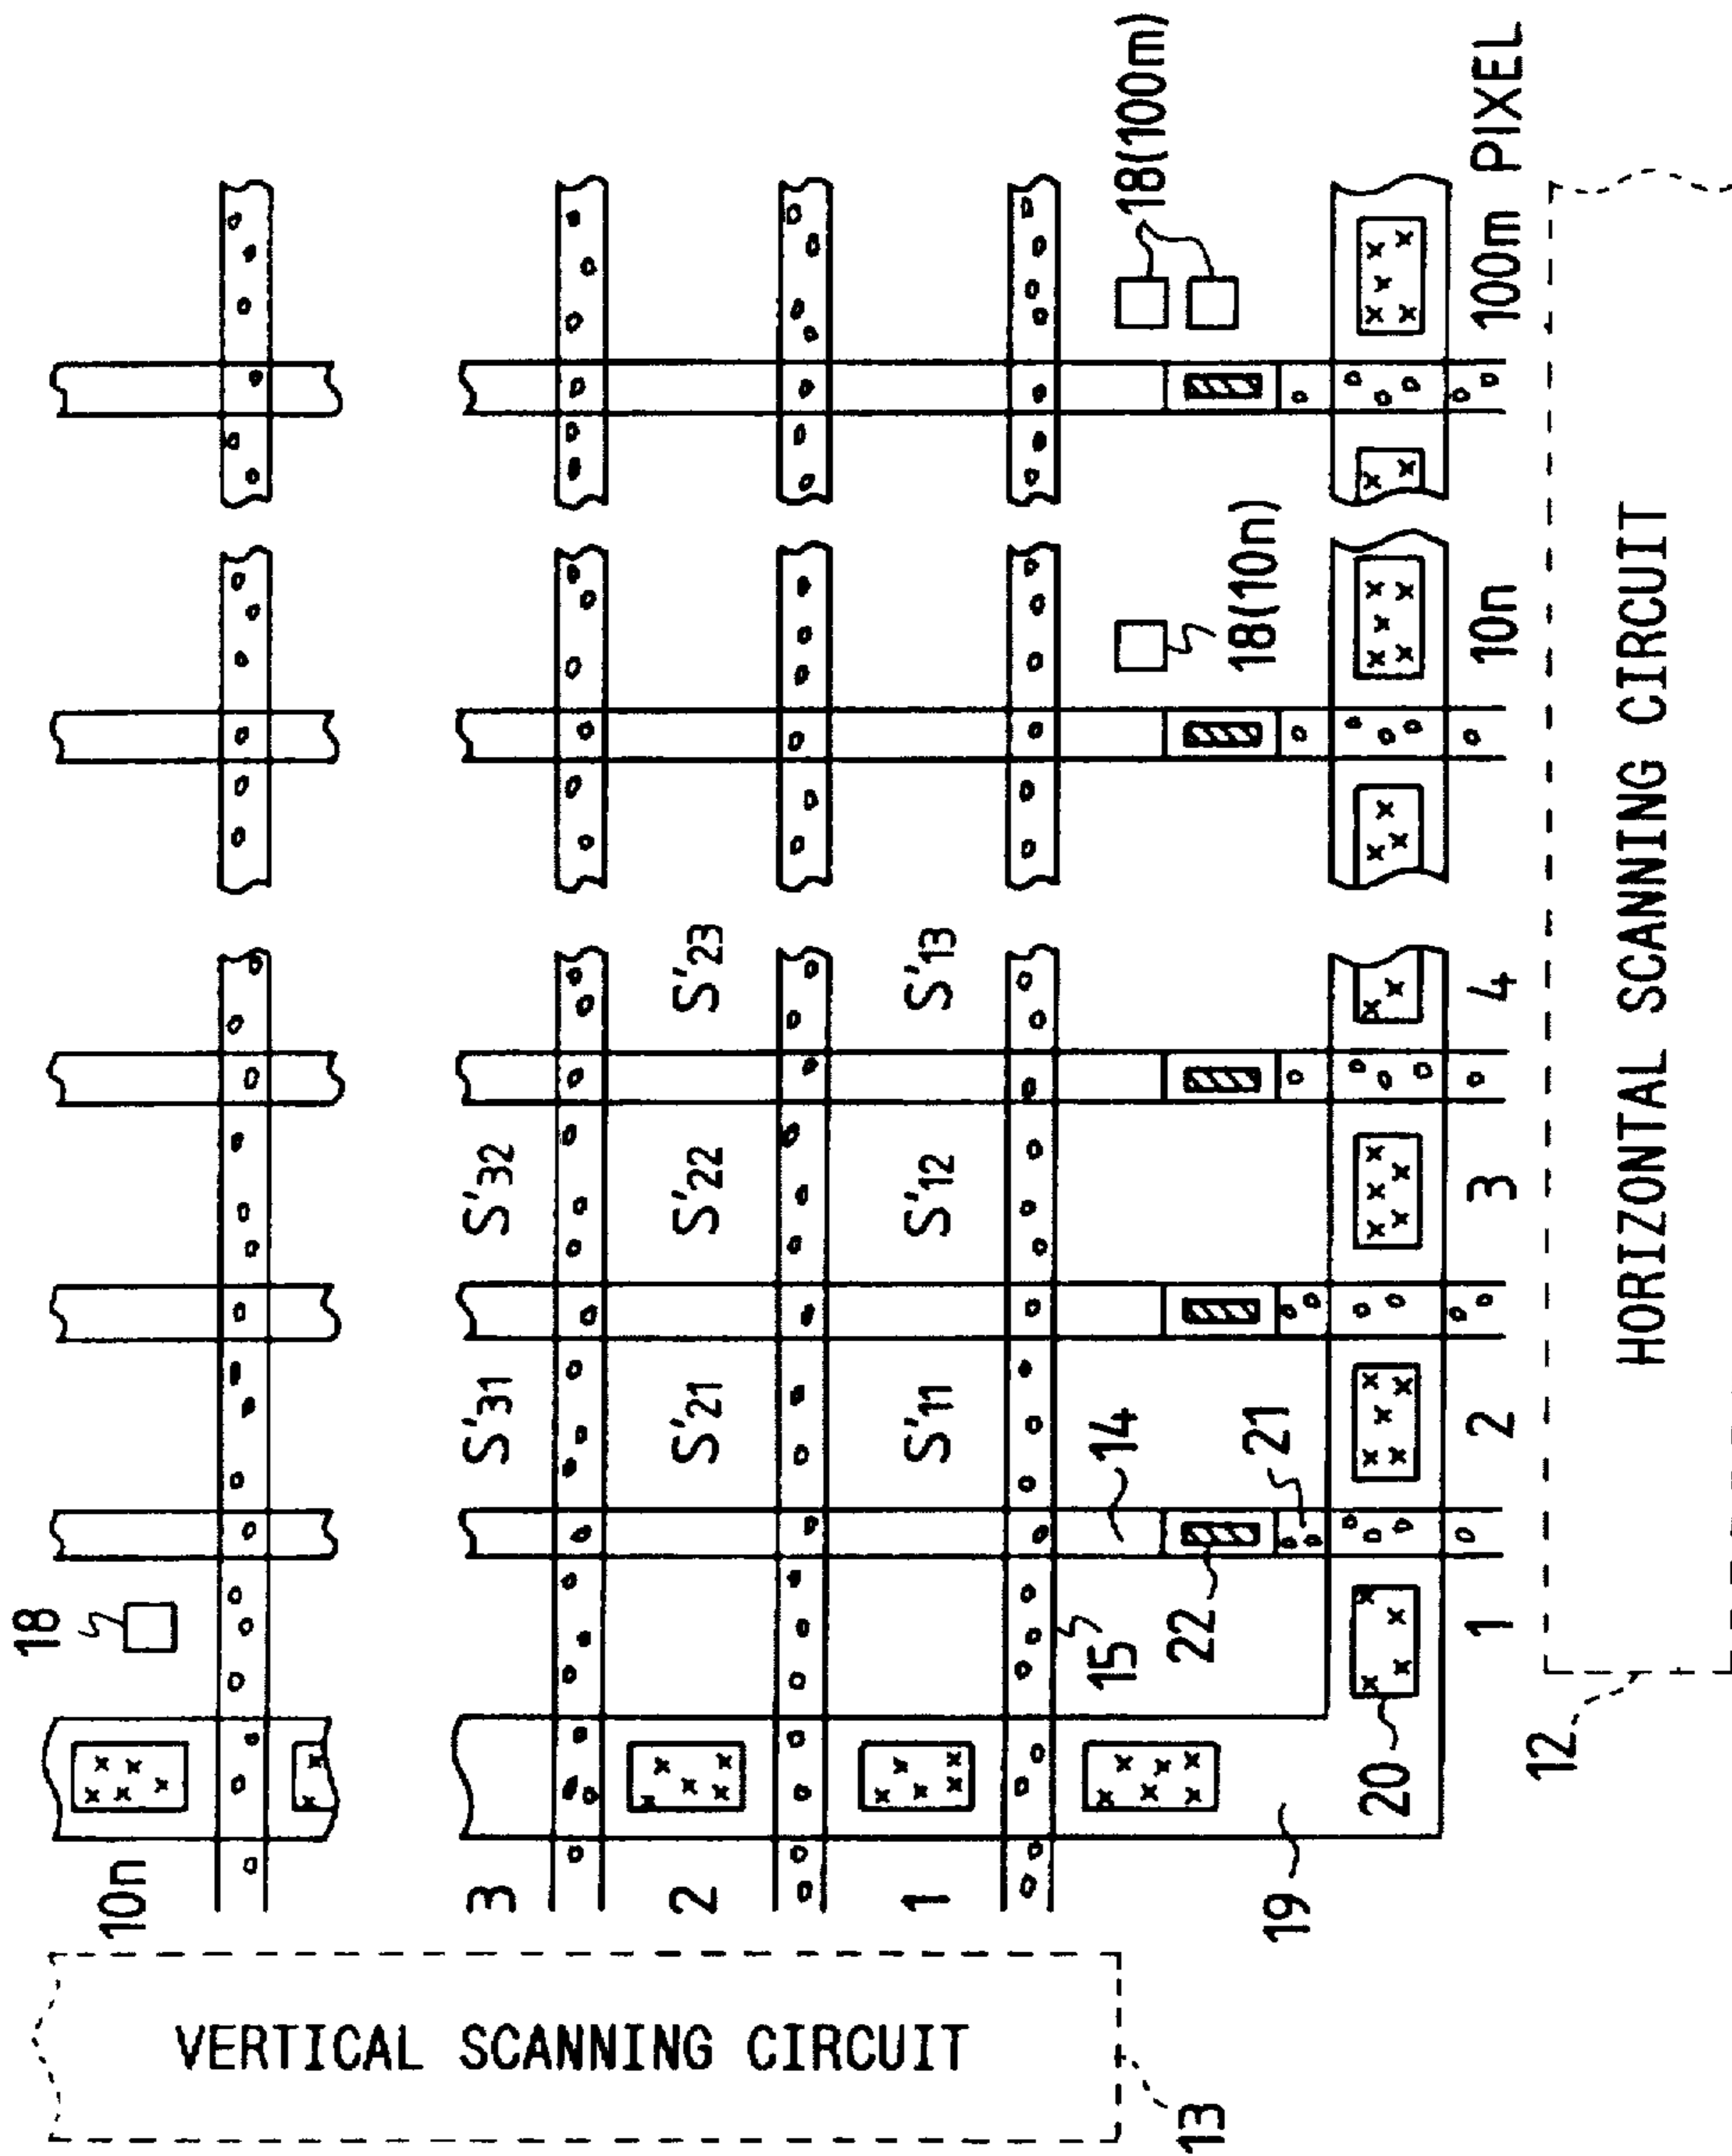 18
10n
3
S'31
S'32
2
S'21
S'22
S'23
1
S'11
S'12
S'13
15
14
18(10n)
18(100m)
22
21
19
20
1
2
3
4
10n
100m PIXEL
VERTICAL SCANNING CIRCUIT
13
12
HORIZONTAL SCANNING CIRCUIT